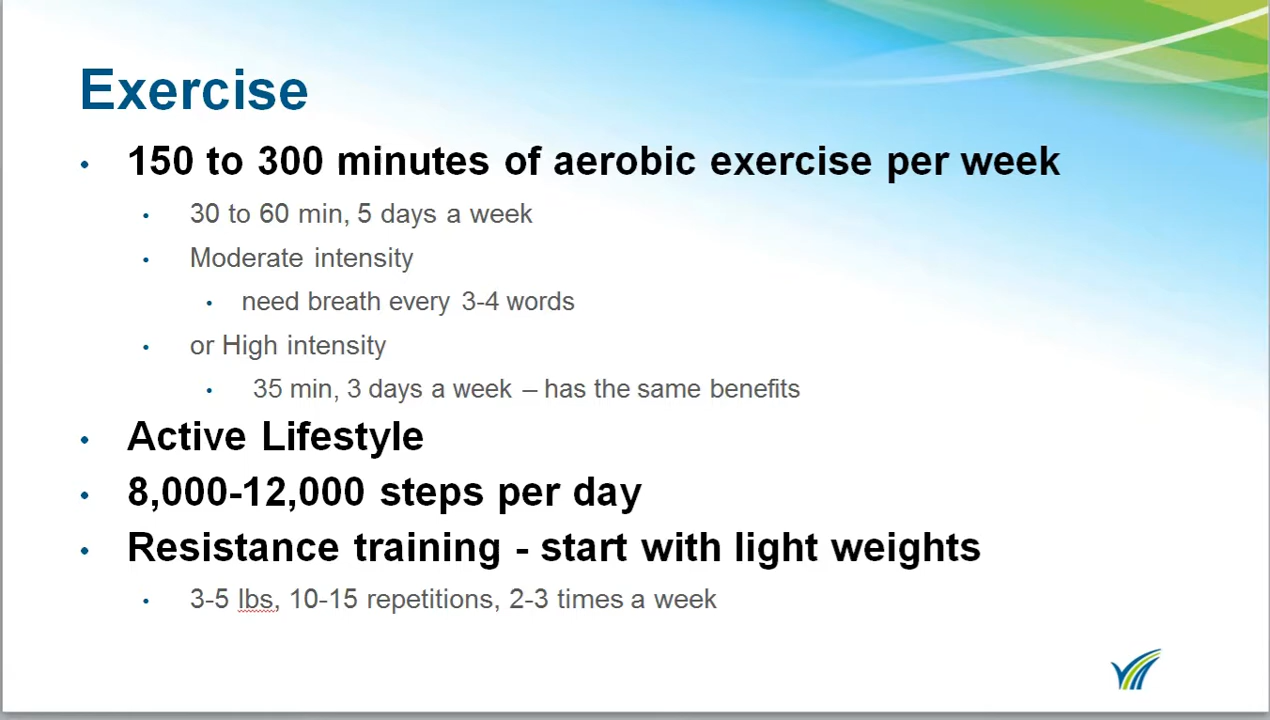 Exercise
• 150 to 300 minutes of aerobic exercise per week
• 30 to 60 min, 5 days a week
• Moderate intensity
• need breath every 3-4 words
• or High intensity
• 35 min, 3 days a week – has the same benefits
• Active Lifestyle
• 8,000-12,000 steps per day
• Resistance training - start with light weights
• 3-5 lbs, 10-15 repetitions, 2-3 times a week